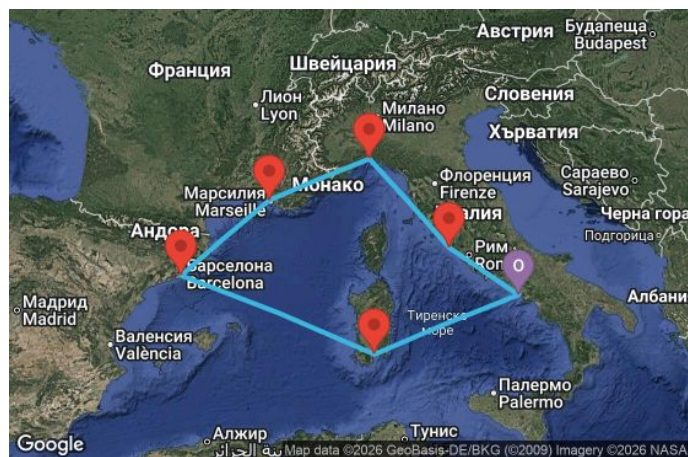 Австрия
Будапеща
Budapest
Швейцария
Франция
Лион
Lyon
Милано
Milano
Словения
Хърватия
Монако
Марсилия
Marseille
Флоренция
Firenze
Сараево
Sarajevo
Италия
Черна гора
Андора
Подгорица
Рим
O
Барселона
Barcelona
Мадрид
Madrid
Албани
Тиренско
море
Валенсия
València
Палермо
Palermo
Google
Алжир
Тунис
Map data ©2026 GeoBasis-DE/BKG (©2009) Imagery ©2026 NASA